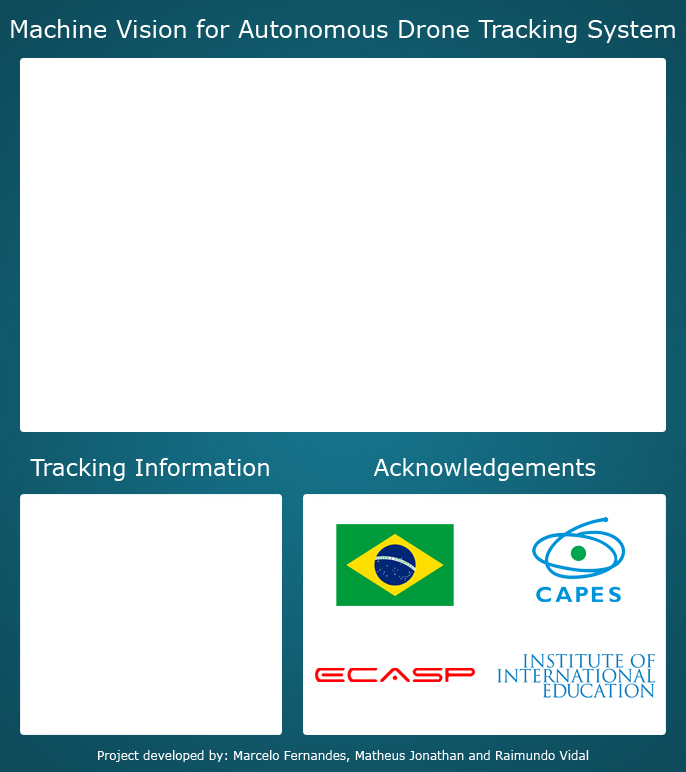 Machine Vision for Autonomous Drone Tracking System
Tracking Information
Acknowledgements
CAPES
ECASP
INSTITUTE OF
INTERNATIONAL
EDUCATION
Project developed by: Marcelo Fernandes, Matheus Jonathan and Raimundo Vidal